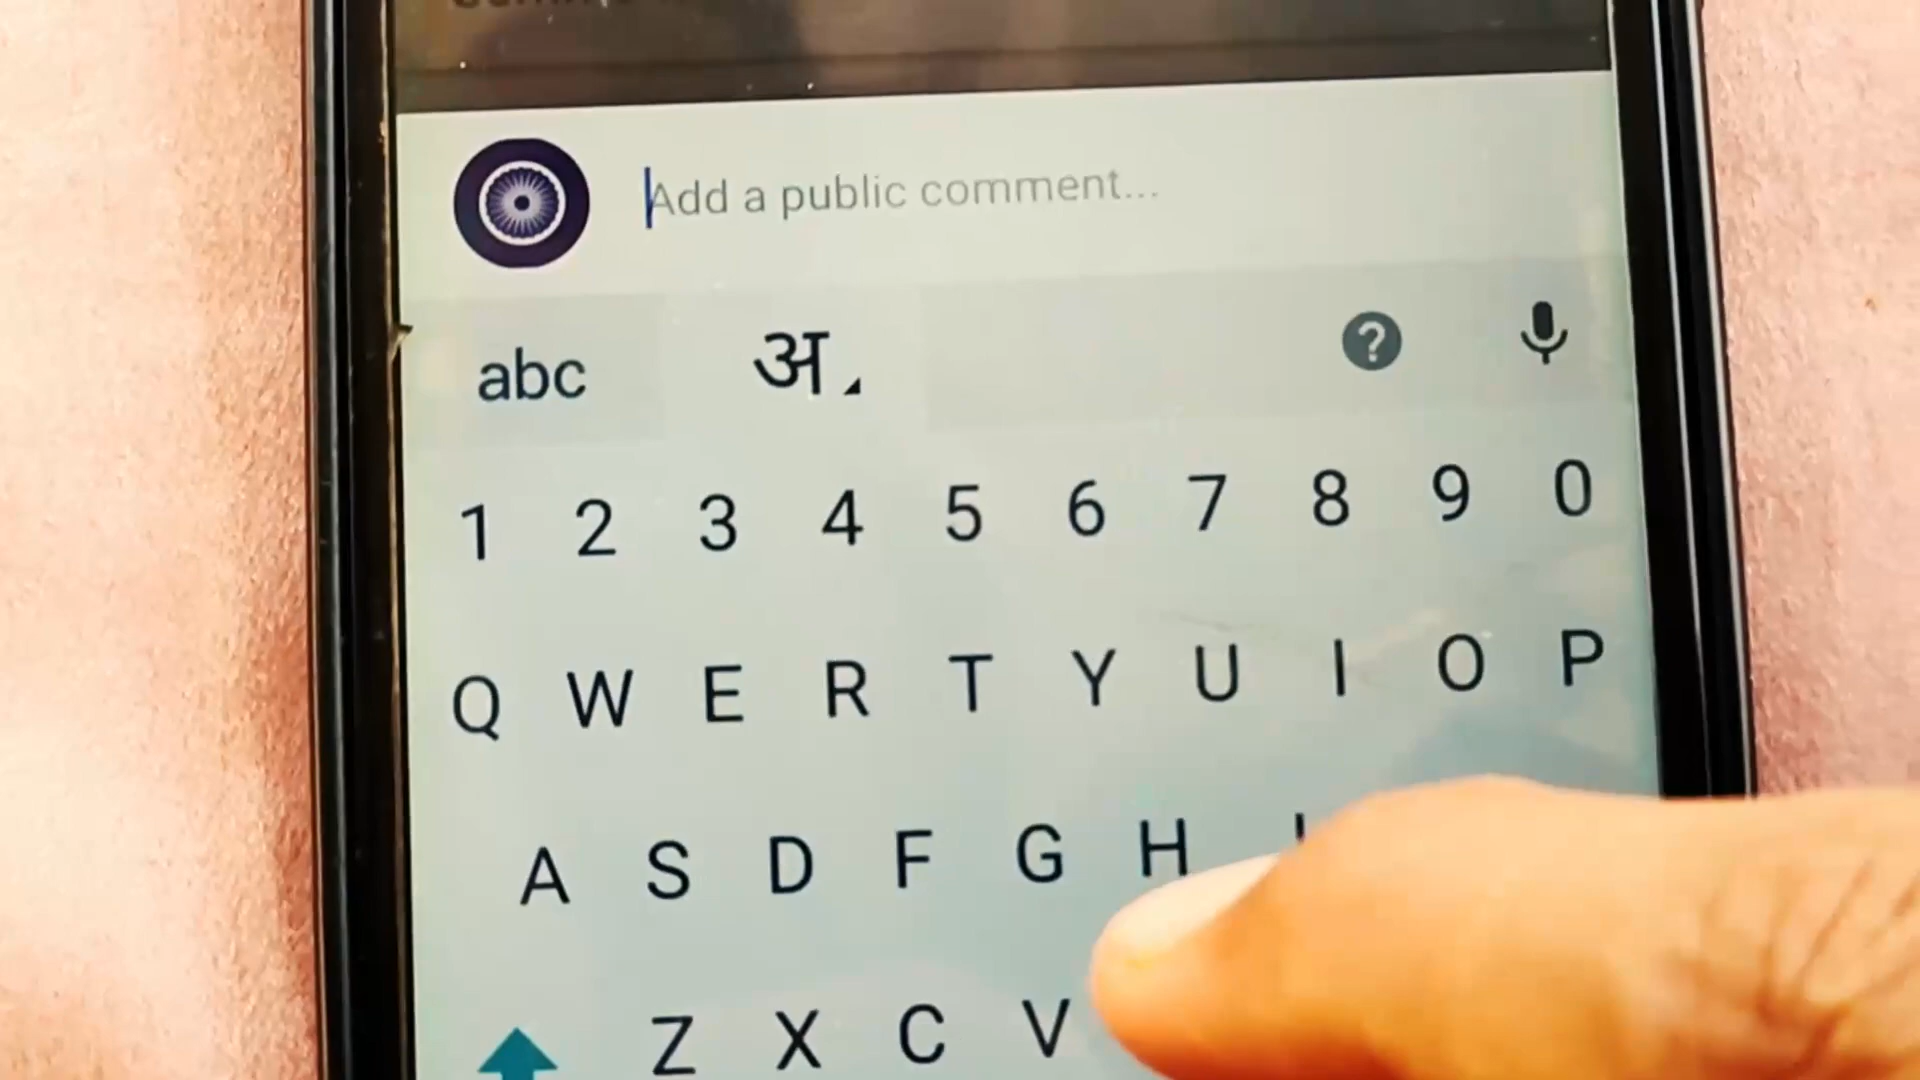 Add a public comment...
abc अ
1 2 3 4 5 6 7 8 9 0
Q W E R T Y U I O P
A S D F G H
Z X C V